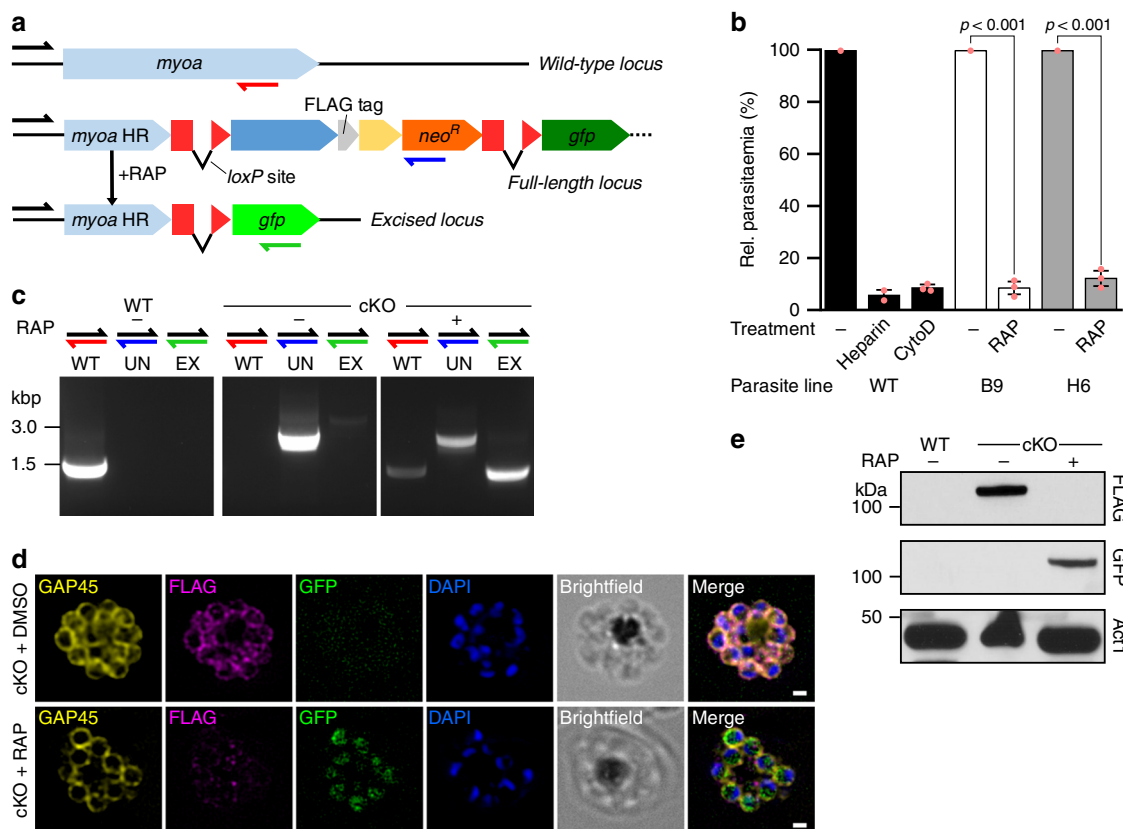 a
myoa
Wild-type locus
FLAG tag
myoa HR
neoR
gfp
+RAP
loxP site
Full-length locus
myoa HR
gfp
Excised locus
b
p < 0.001
p < 0.001
100
80
60
40
20
0
Rel. parasitaemia (%)
Treatment
–
Heparin
CytoD
–
RAP
–
RAP
Parasite line
WT
B9
H6
c
WT
cKO
RAP
–
–
+
WT
UN
EX
WT
UN
EX
WT
UN
EX
kbp
3.0
1.5
d
cKO + DMSO
GAP45
FLAG
GFP
DAPI
Brightfield
Merge
cKO + RAP
GAP45
FLAG
GFP
DAPI
Brightfield
Merge
e
WT
cKO
RAP
–
–
+
kDa
100
FLAG
100
GFP
50
Act1